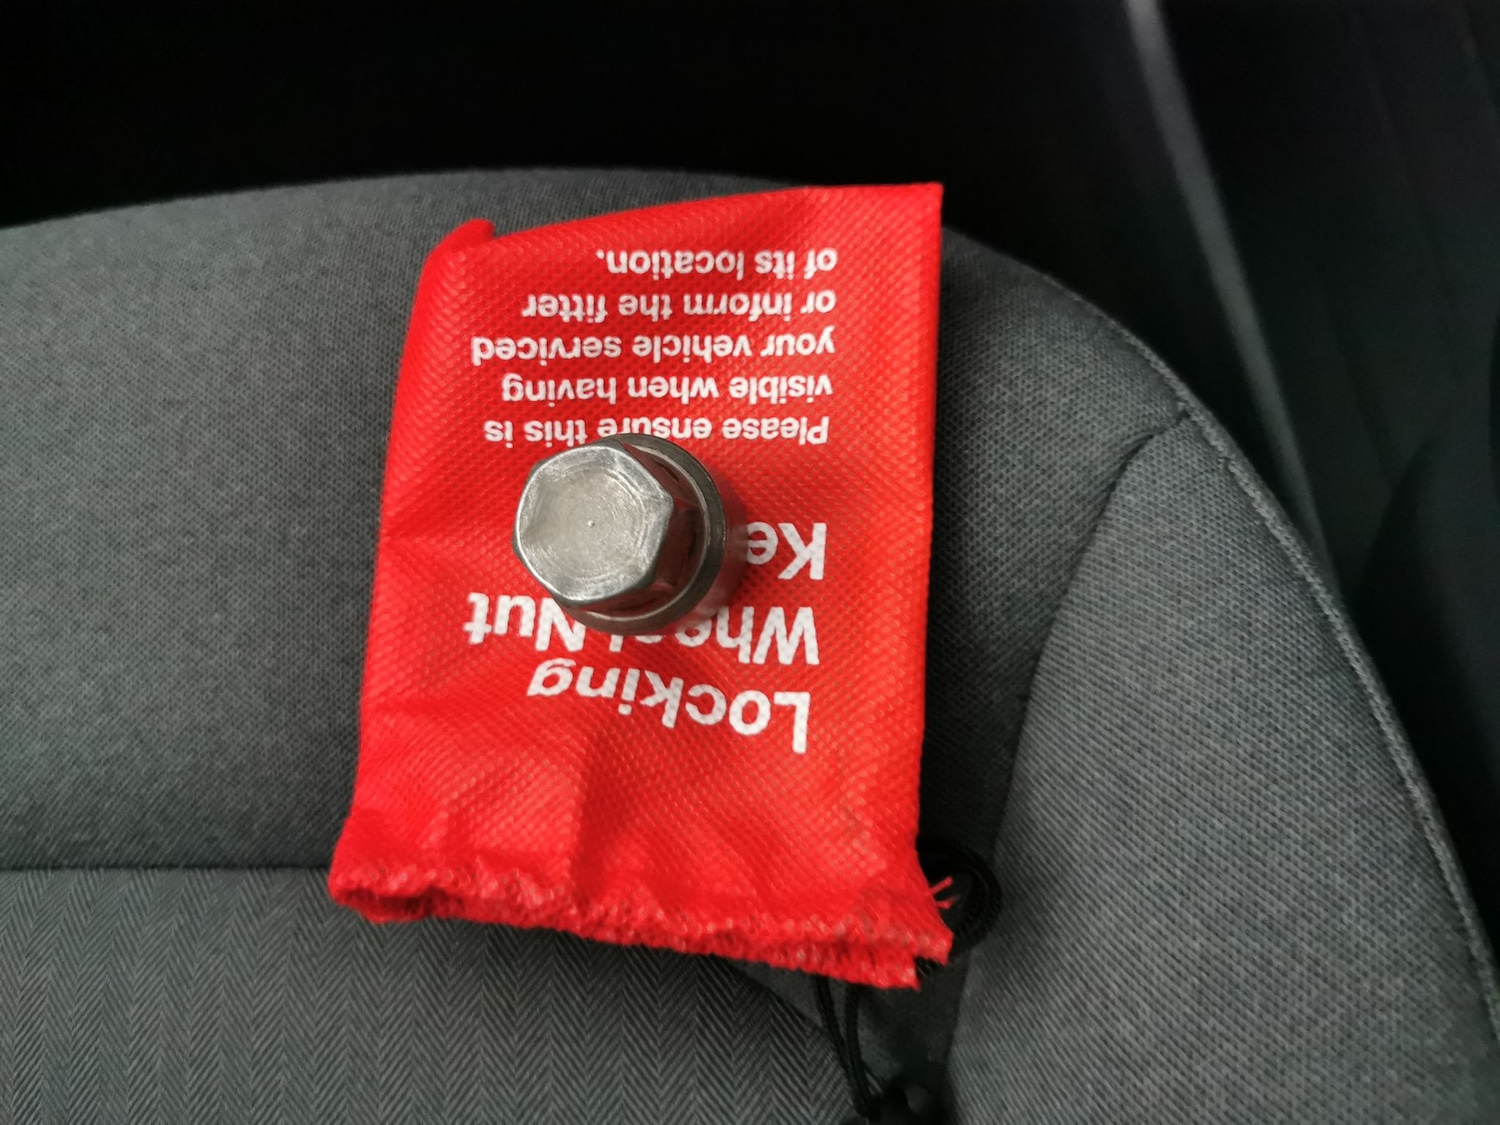 Locking
Wheel Nut
Ke
Please ensure this is
visible when having
your vehicle serviced
or inform the fitter
of its location.